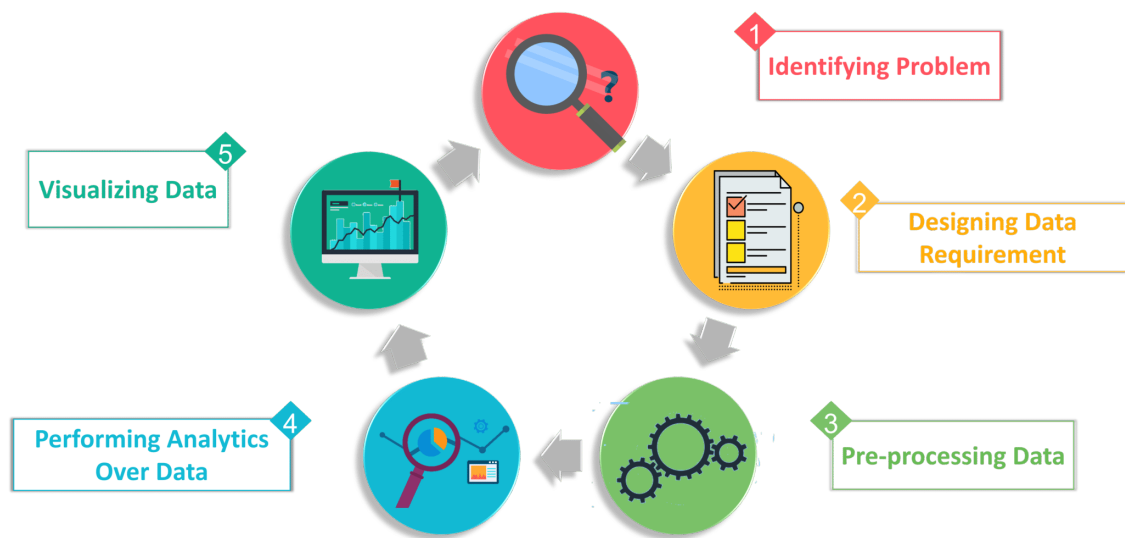 1
Identifying Problem
?
2
Designing Data
Requirement
3
Pre-processing Data
4
Performing Analytics
Over Data
5
Visualizing Data